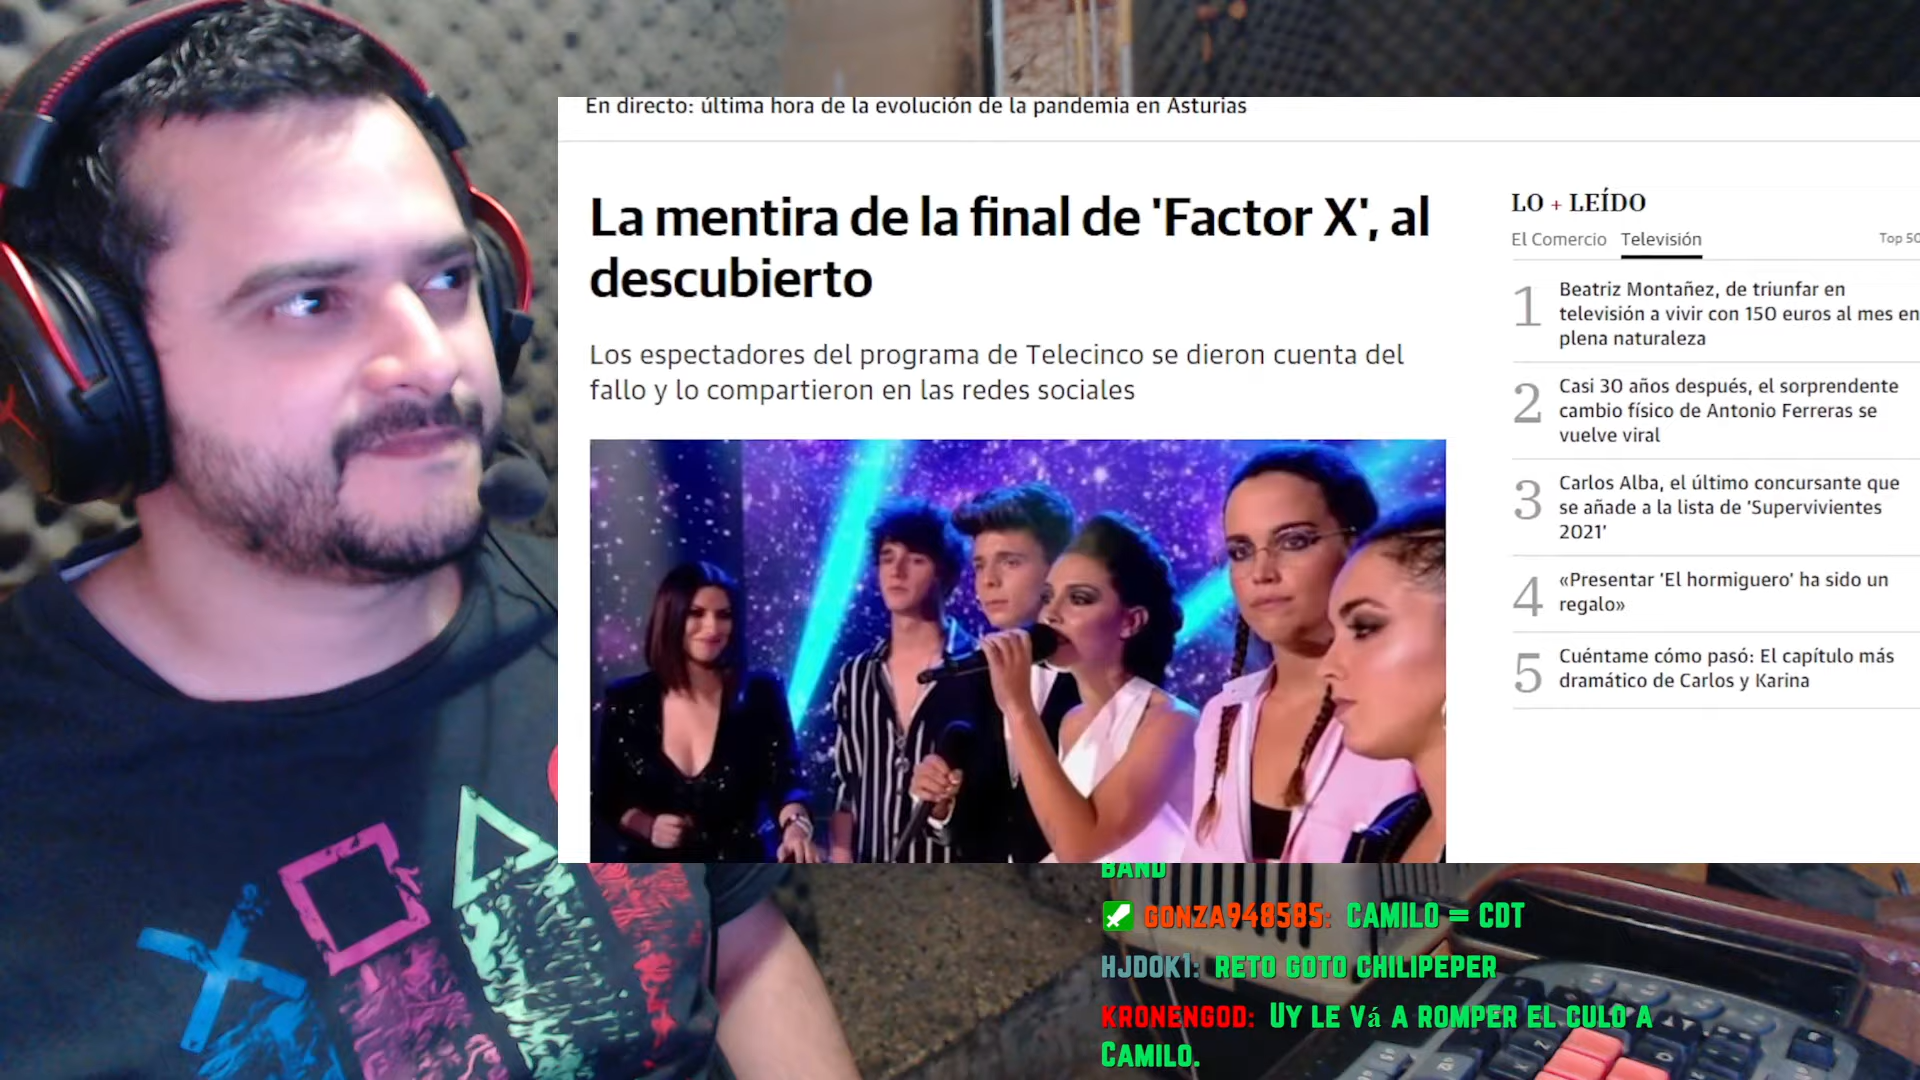 En directo: última hora de la evolución de la pandemia en Asturias
La mentira de la final de 'Factor X', al
descubierto
Los espectadores del programa de Telecinco se dieron cuenta del
fallo y lo compartieron en las redes sociales
LO + LEÍDO
El Comercio Televisión Top 50
1 Beatriz Montañez, de triunfar en
televisión a vivir con 150 euros al mes en
plena naturaleza
2 Casi 30 años después, el sorprendente
cambio físico de Antonio Ferreras se
vuelve viral
3 Carlos Alba, el último concursante que
se añade a la lista de 'Supervivientes
2021'
4 «Presentar 'El hormiguero' ha sido un
regalo»
5 Cuéntame cómo pasó: El capítulo más
dramático de Carlos y Karina
BAND
GONZA948585: CAMILO = CDT
HJDOK1: RETO GOTO CHILIPEPER
KRONENGOD: UY LE Vá A ROMPER EL CULO A
CAMILO.